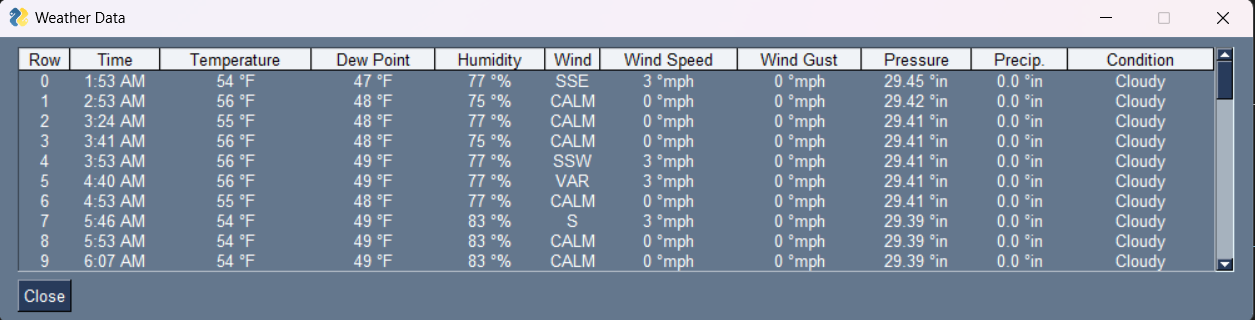 Weather Data
Row Time Temperature Dew Point Humidity Wind Wind Speed Wind Gust Pressure Precip. Condition
0 1:53 AM 54 °F 47 °F 77 °% SSE 3 °mph 0 °mph 29.45 °in 0.0 °in Cloudy
1 2:53 AM 56 °F 48 °F 75 °% CALM 0 °mph 0 °mph 29.42 °in 0.0 °in Cloudy
2 3:24 AM 55 °F 48 °F 77 °% CALM 0 °mph 0 °mph 29.41 °in 0.0 °in Cloudy
3 3:41 AM 56 °F 48 °F 75 °% CALM 0 °mph 0 °mph 29.41 °in 0.0 °in Cloudy
4 3:53 AM 56 °F 49 °F 77 °% SSW 3 °mph 0 °mph 29.41 °in 0.0 °in Cloudy
5 4:40 AM 56 °F 49 °F 77 °% VAR 3 °mph 0 °mph 29.41 °in 0.0 °in Cloudy
6 4:53 AM 55 °F 48 °F 77 °% CALM 0 °mph 0 °mph 29.41 °in 0.0 °in Cloudy
7 5:46 AM 54 °F 49 °F 83 °% S 3 °mph 0 °mph 29.39 °in 0.0 °in Cloudy
8 5:53 AM 54 °F 49 °F 83 °% CALM 0 °mph 0 °mph 29.39 °in 0.0 °in Cloudy
9 6:07 AM 54 °F 49 °F 83 °% CALM 0 °mph 0 °mph 29.39 °in 0.0 °in Cloudy
Close